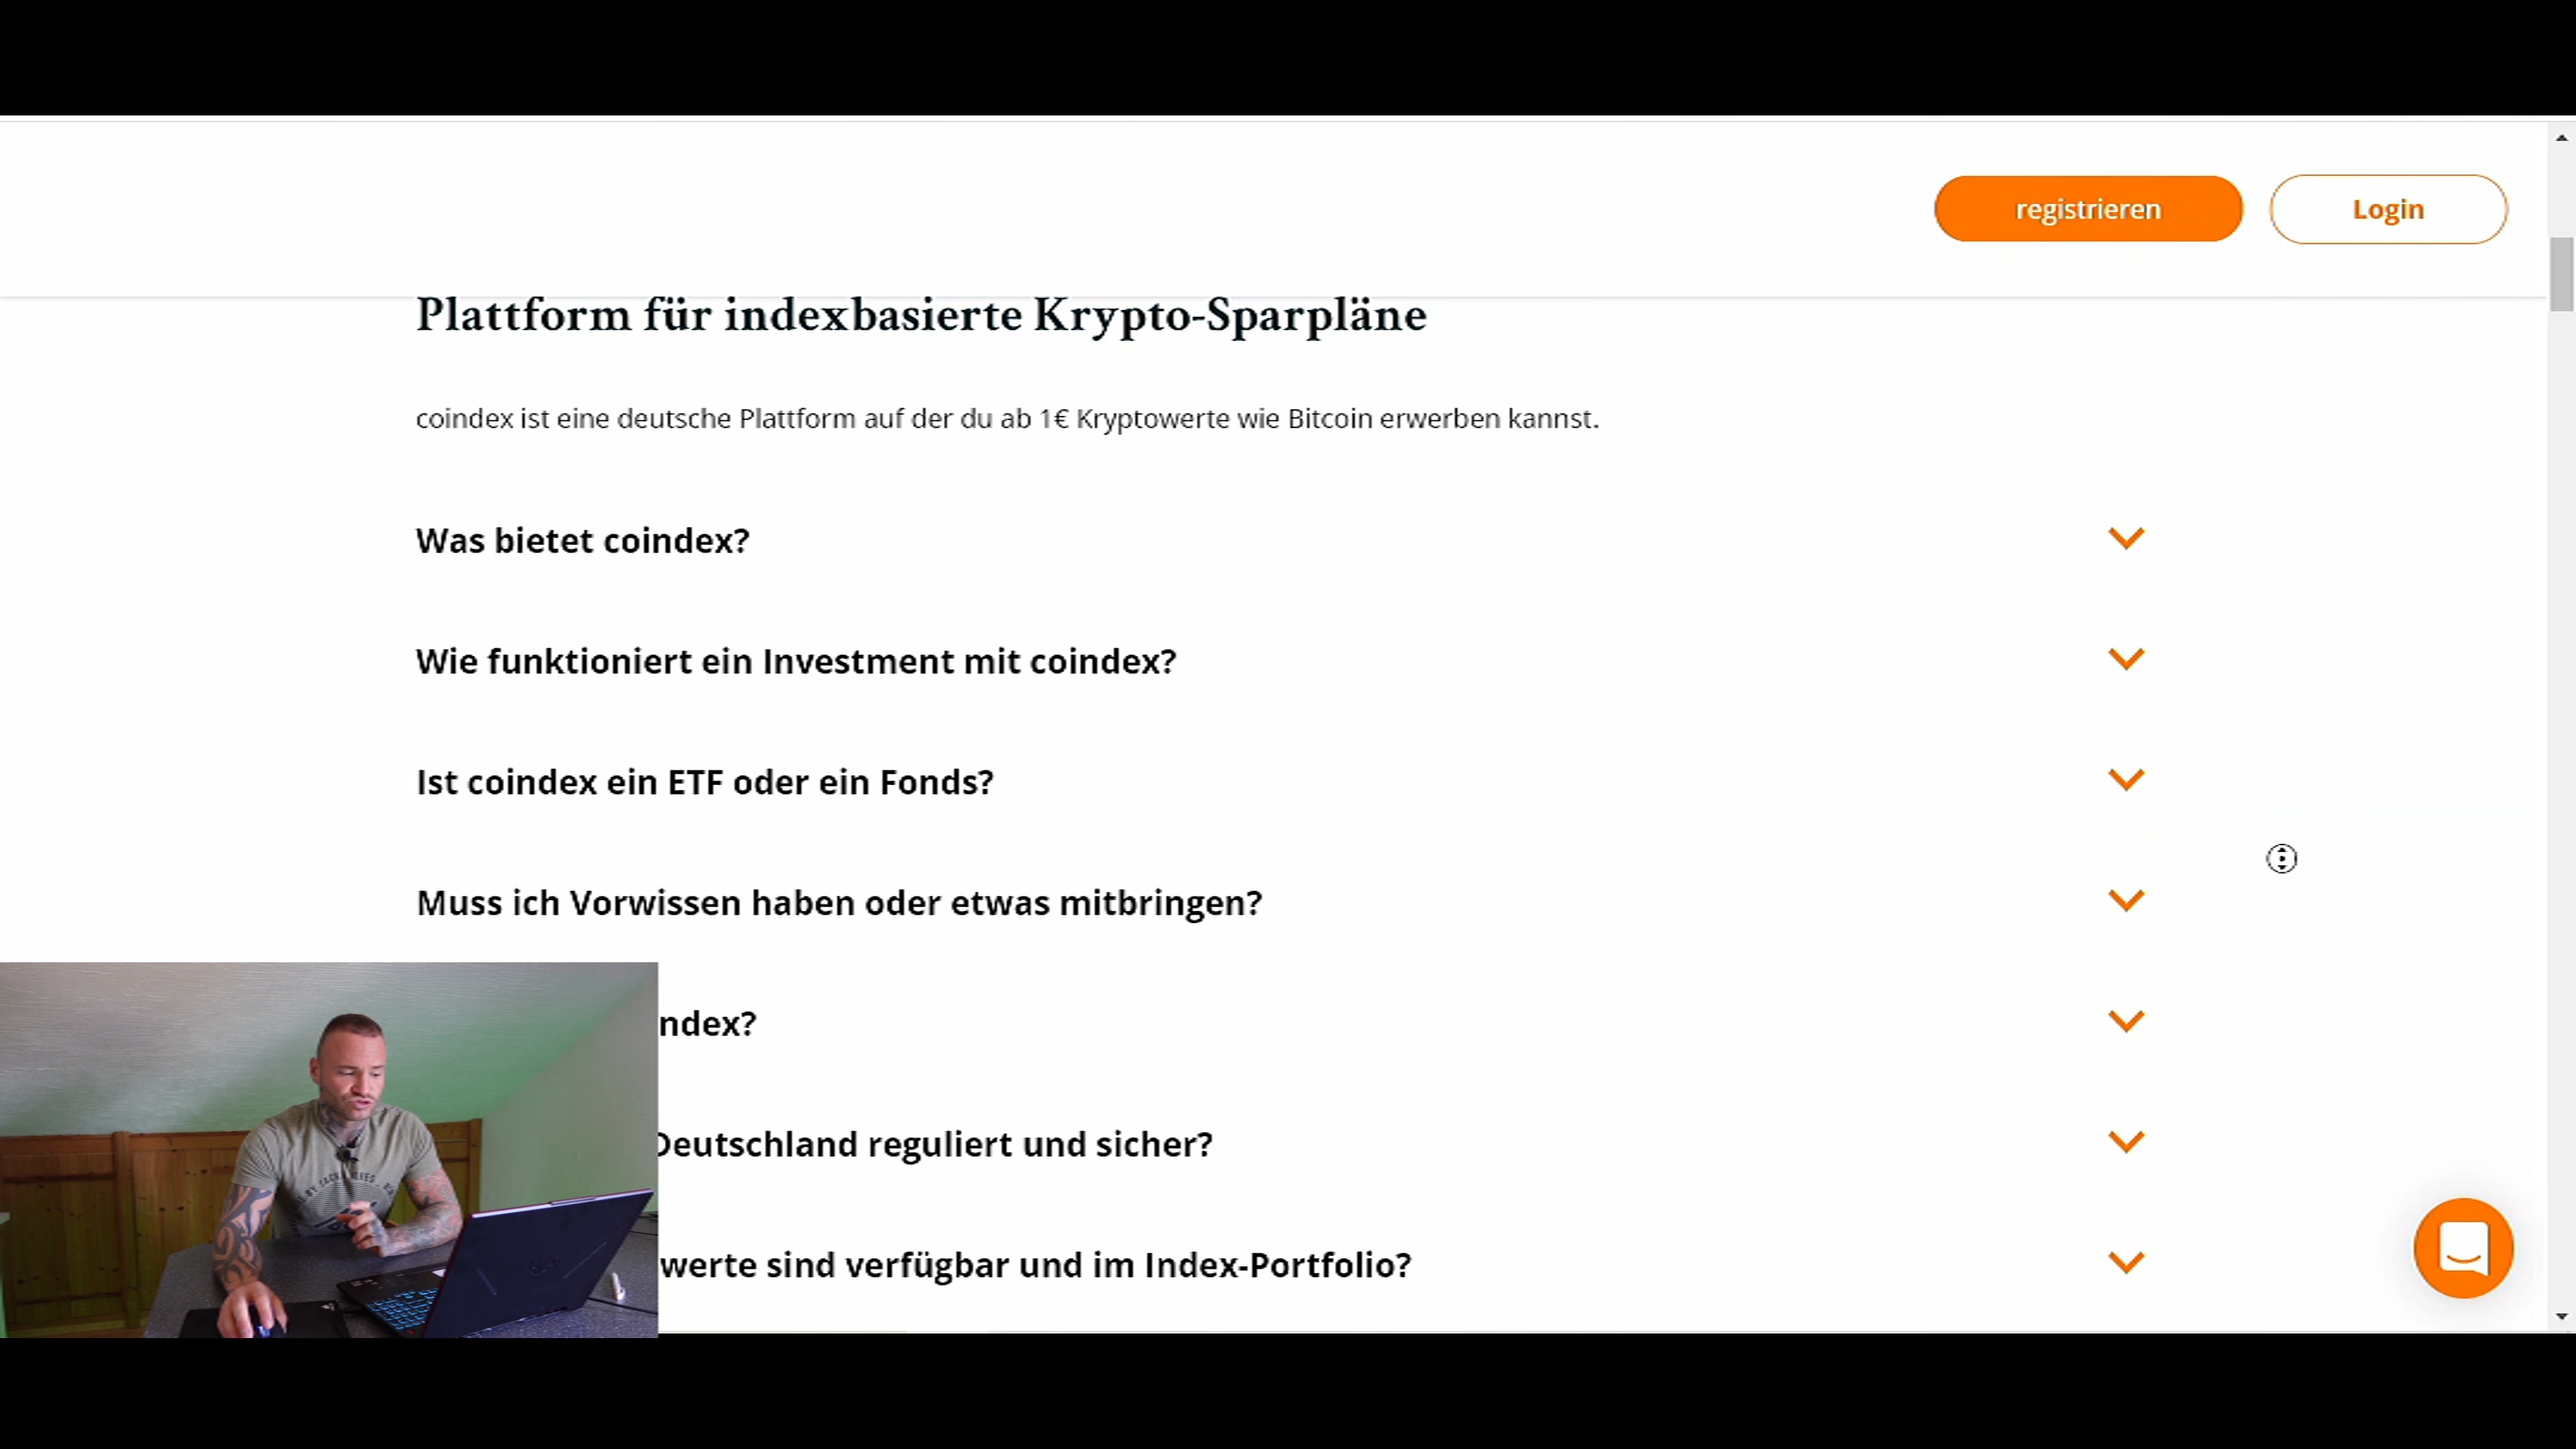 registrieren
Login
Plattform für indexbasierte Krypto-Sparpläne
coindex ist eine deutsche Plattform auf der du ab 1€ Kryptowerte wie Bitcoin erwerben kannst.
Was bietet coindex?
Wie funktioniert ein Investment mit coindex?
Ist coindex ein ETF oder ein Fonds?
Muss ich Vorwissen haben oder etwas mitbringen?
ndex?
Deutschland reguliert und sicher?
werte sind verfügbar und im Index-Portfolio?